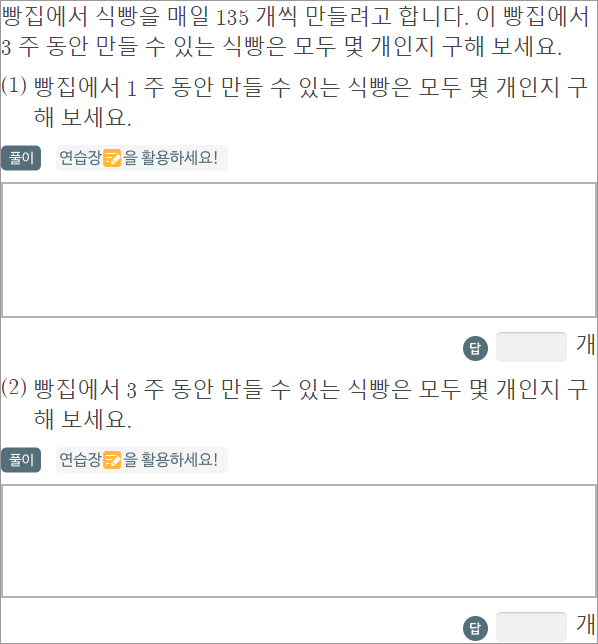 빵집에서 식빵을 매일 135 개씩 만들려고 합니다. 이 빵집에서
3 주 동안 만들 수 있는 식빵은 모두 몇 개인지 구해 보세요.
(1) 빵집에서 1 주 동안 만들 수 있는 식빵은 모두 몇 개인지 구
해 보세요.
풀이 연습장을 활용하세요!
답 개
(2) 빵집에서 3 주 동안 만들 수 있는 식빵은 모두 몇 개인지 구
해 보세요.
풀이 연습장을 활용하세요!
답 개